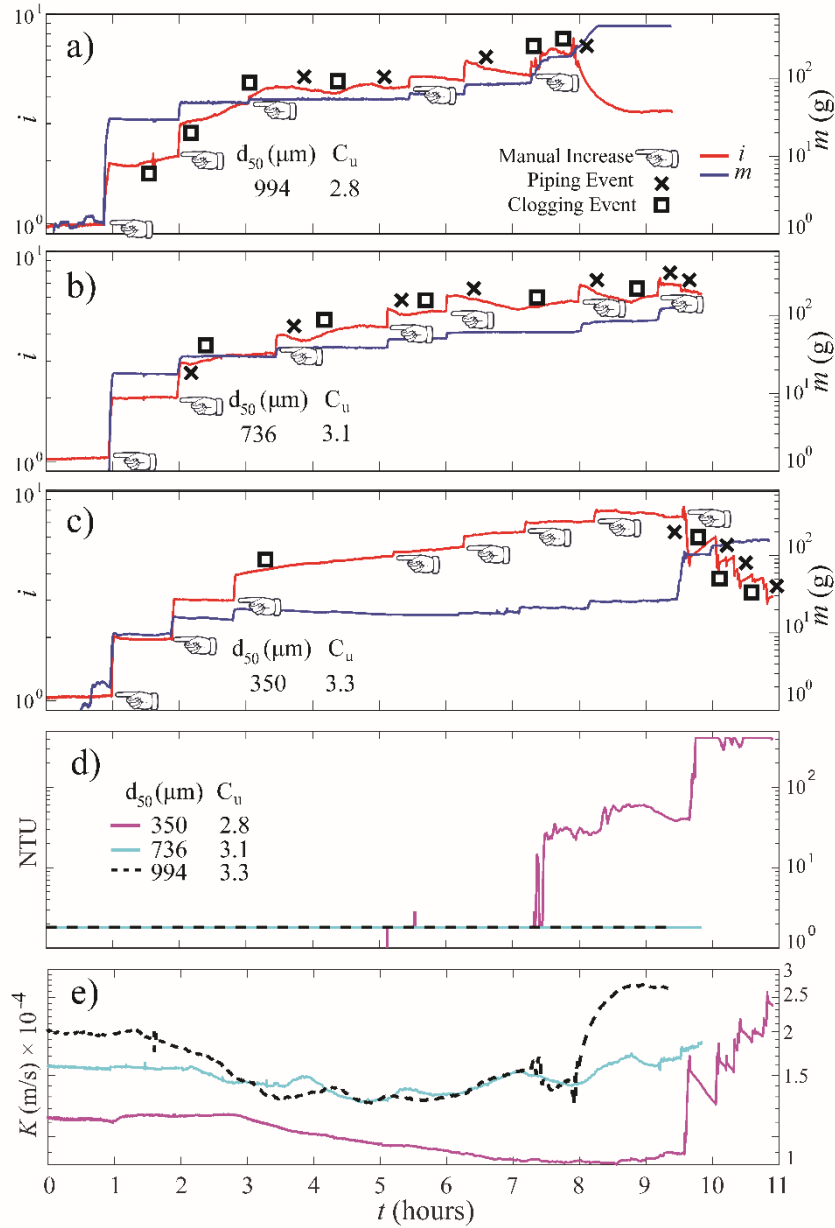 a)
10¹
i
10⁰
10²
10¹
10⁰
m (g)
d₅₀ (μm) Cᵤ
994 2.8
Manual Increase
Piping Event
Clogging Event
i
m
b)
10¹
i
10⁰
10²
10¹
10⁰
m (g)
d₅₀ (μm) Cᵤ
736 3.1
c)
10¹
i
10⁰
10²
10¹
10⁰
m (g)
d₅₀ (μm) Cᵤ
350 3.3
d)
NTU
d₅₀ (μm) Cᵤ
350 2.8
736 3.1
994 3.3
10²
10¹
10⁰
e)
K (m/s) × 10⁻⁴
3
2.5
2
1.5
1
0 1 2 3 4 5 6 7 8 9 10 11
t (hours)